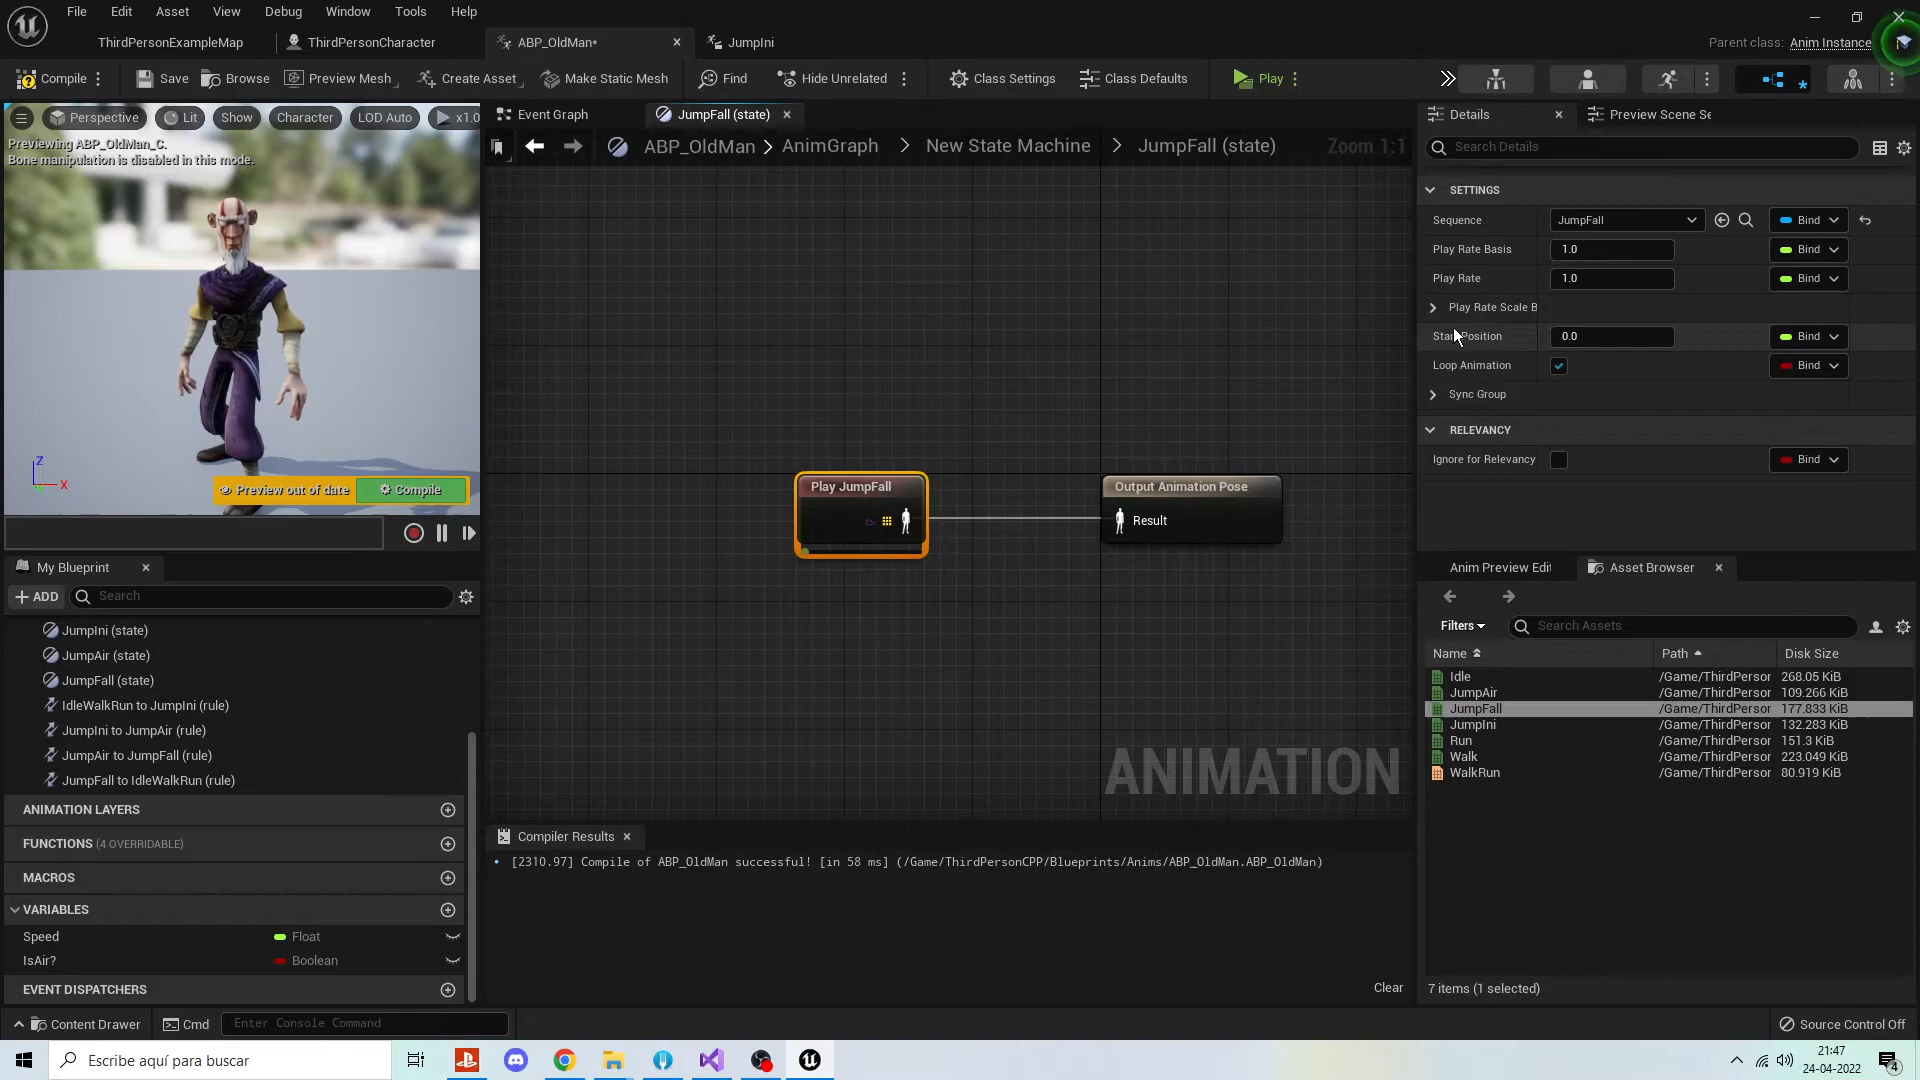 File Edit Asset View Debug Window Tools Help
ThirdPersonExampleMap ThirdPersonCharacter ABP_OldMan* JumpIni Parent class: Anim Instance
Compile Save Browse Preview Mesh Create Asset Make Static Mesh Find Hide Unrelated Class Settings Class Defaults Play
Perspective Lit Show Character LOD Auto x1.0
Previewing ABP_OldMan_C.
Bone manipulation is disabled in this mode.
Z
X
Preview out of date Compile
Event Graph JumpFall (state)
ABP_OldMan > AnimGraph > New State Machine > JumpFall (state) Zoom 1:1
Play JumpFall
Output Animation Pose
Result
ANIMATION
Details Preview Scene Se
Search Details
SETTINGS
Sequence JumpFall Bind
Play Rate Basis 1.0 Bind
Play Rate 1.0 Bind
Play Rate Scale B
Start Position 0.0 Bind
Loop Animation Bind
Sync Group
RELEVANCY
Ignore for Relevancy Bind
My Blueprint
ADD Search
JumpIni (state)
JumpAir (state)
JumpFall (state)
IdleWalkRun to JumpIni (rule)
JumpIni to JumpAir (rule)
JumpAir to JumpFall (rule)
JumpFall to IdleWalkRun (rule)
ANIMATION LAYERS
FUNCTIONS (4 OVERRIDABLE)
MACROS
VARIABLES
Speed Float
IsAir? Boolean
EVENT DISPATCHERS
Compiler Results
[2310.97] Compile of ABP_OldMan successful! [in 58 ms] (/Game/ThirdPersonCPP/Blueprints/Anims/ABP_OldMan.ABP_OldMan)
Clear
Anim Preview Edit Asset Browser
Filters Search Assets
Name Path Disk Size
Idle /Game/ThirdPersor 268.05 KiB
JumpAir /Game/ThirdPersor 109.266 KiB
JumpFall /Game/ThirdPersor 177.833 KiB
JumpIni /Game/ThirdPersor 132.283 KiB
Run /Game/ThirdPersor 151.3 KiB
Walk /Game/ThirdPersor 223.049 KiB
WalkRun /Game/ThirdPersor 80.919 KiB
7 items (1 selected)
Content Drawer Cmd Enter Console Command Source Control Off
Escribe aquí para buscar
21:47
24-04-2022
4